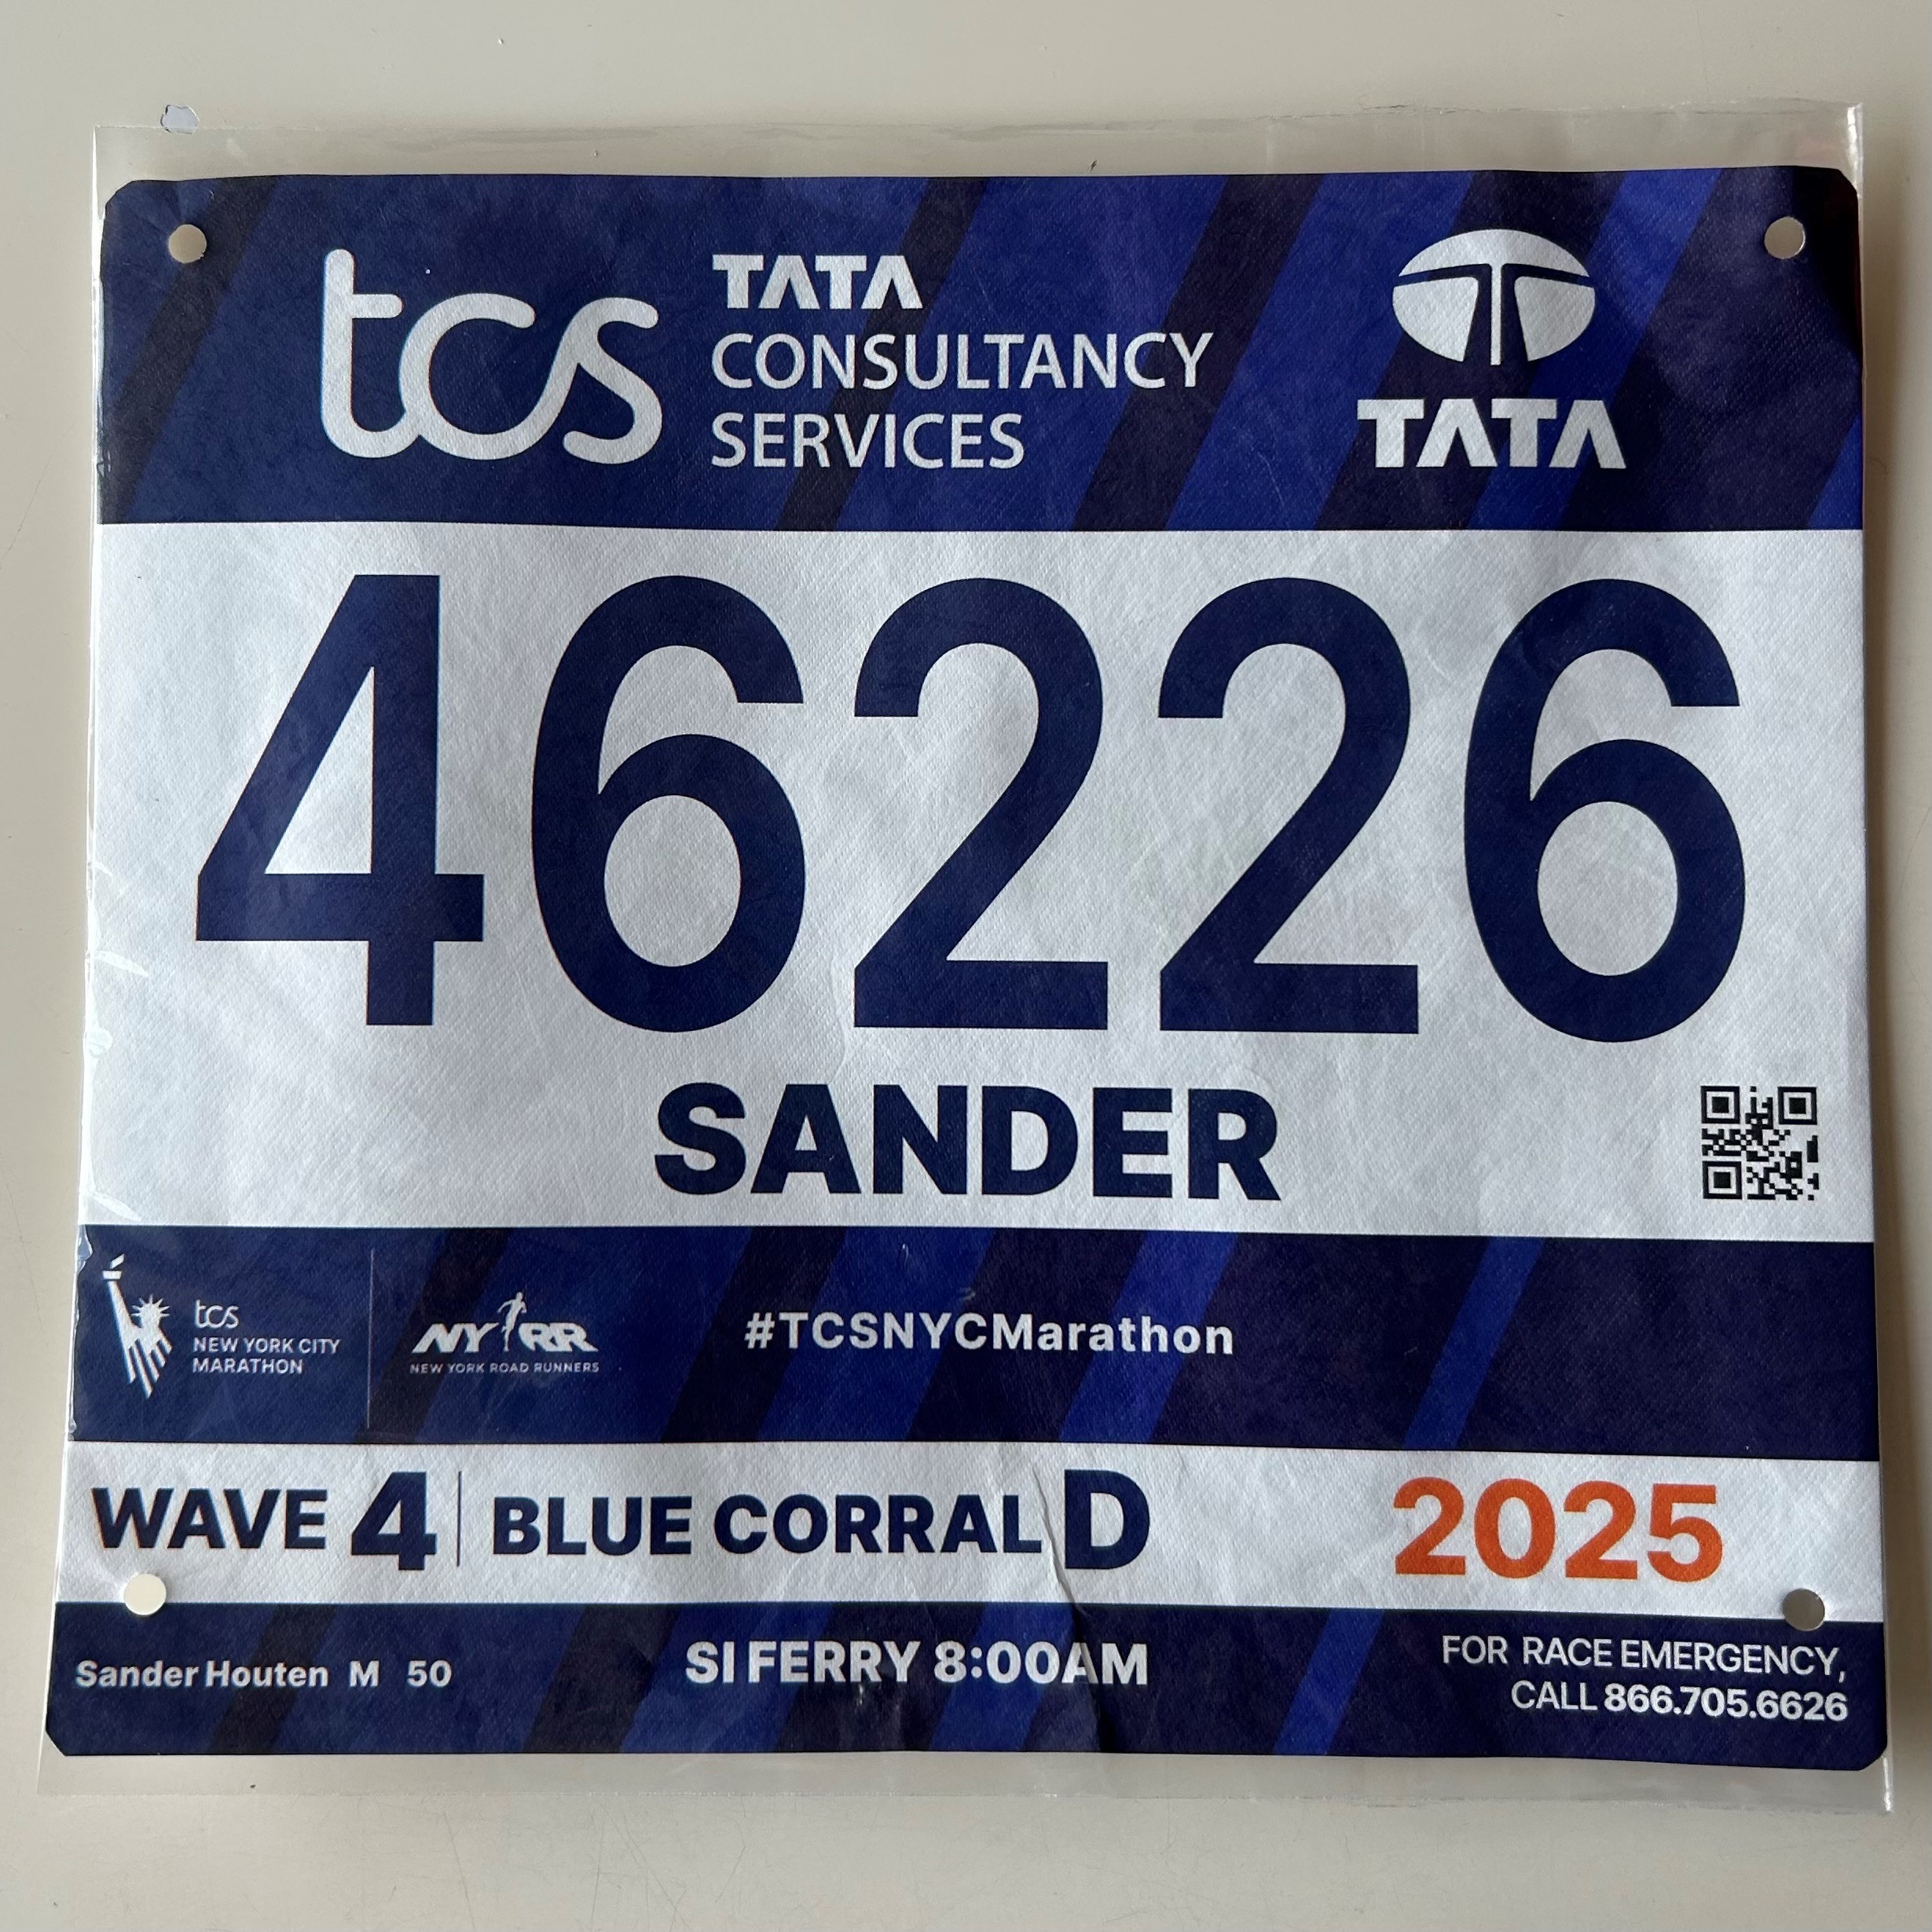 tcs TATA CONSULTANCY SERVICES
TATA
46226
SANDER
tcs
NEW YORK CITY
MARATHON
NYRR
NEW YORK ROAD RUNNERS
#TCSNYCMarathon
WAVE 4 BLUE CORRAL D 2025
Sander Houten M 50
SI FERRY 8:00AM
FOR RACE EMERGENCY,
CALL 866.705.6626